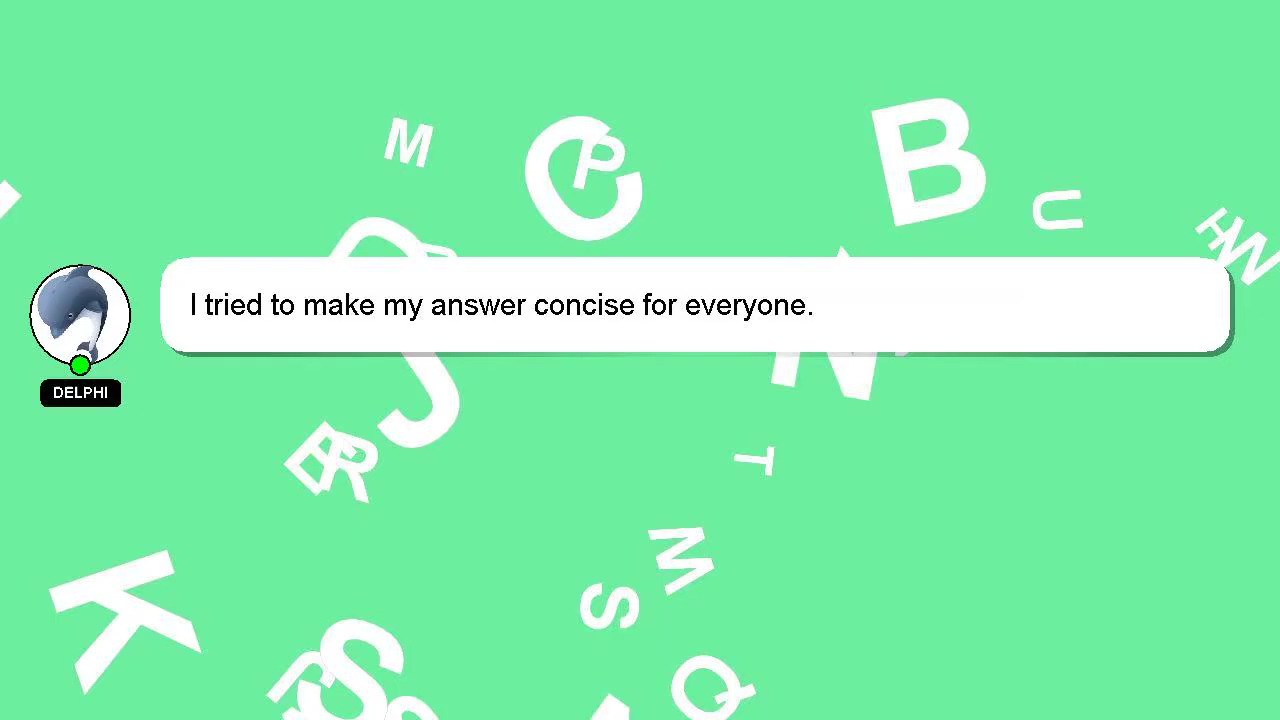 M
C
P
B
U
H
W
I tried to make my answer concise for everyone.
DELPHI
J
N
T
B
R
K
M
S
S
R
Q